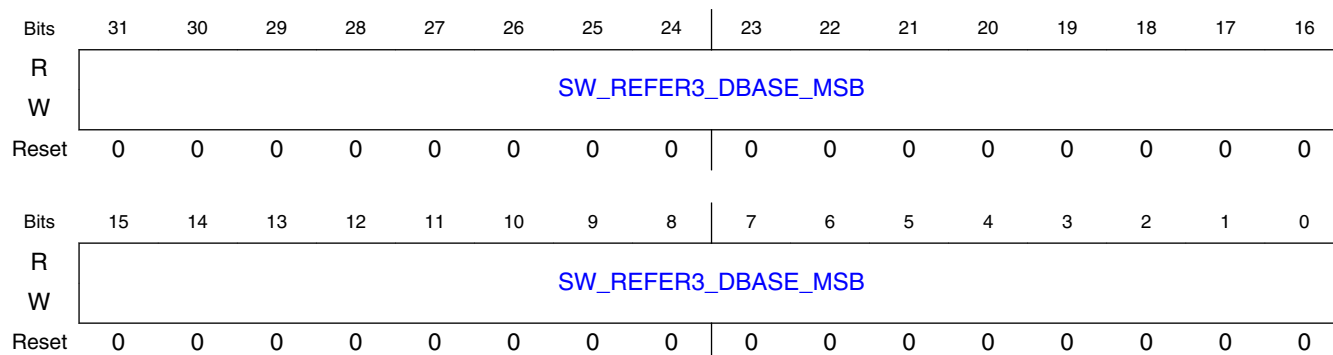 Bits 31 30 29 28 27 26 25 24 23 22 21 20 19 18 17 16
R
SW_REFER3_DBASE_MSB
W
Reset 0 0 0 0 0 0 0 0 0 0 0 0 0 0 0 0
Bits 15 14 13 12 11 10 9 8 7 6 5 4 3 2 1 0
R
SW_REFER3_DBASE_MSB
W
Reset 0 0 0 0 0 0 0 0 0 0 0 0 0 0 0 0